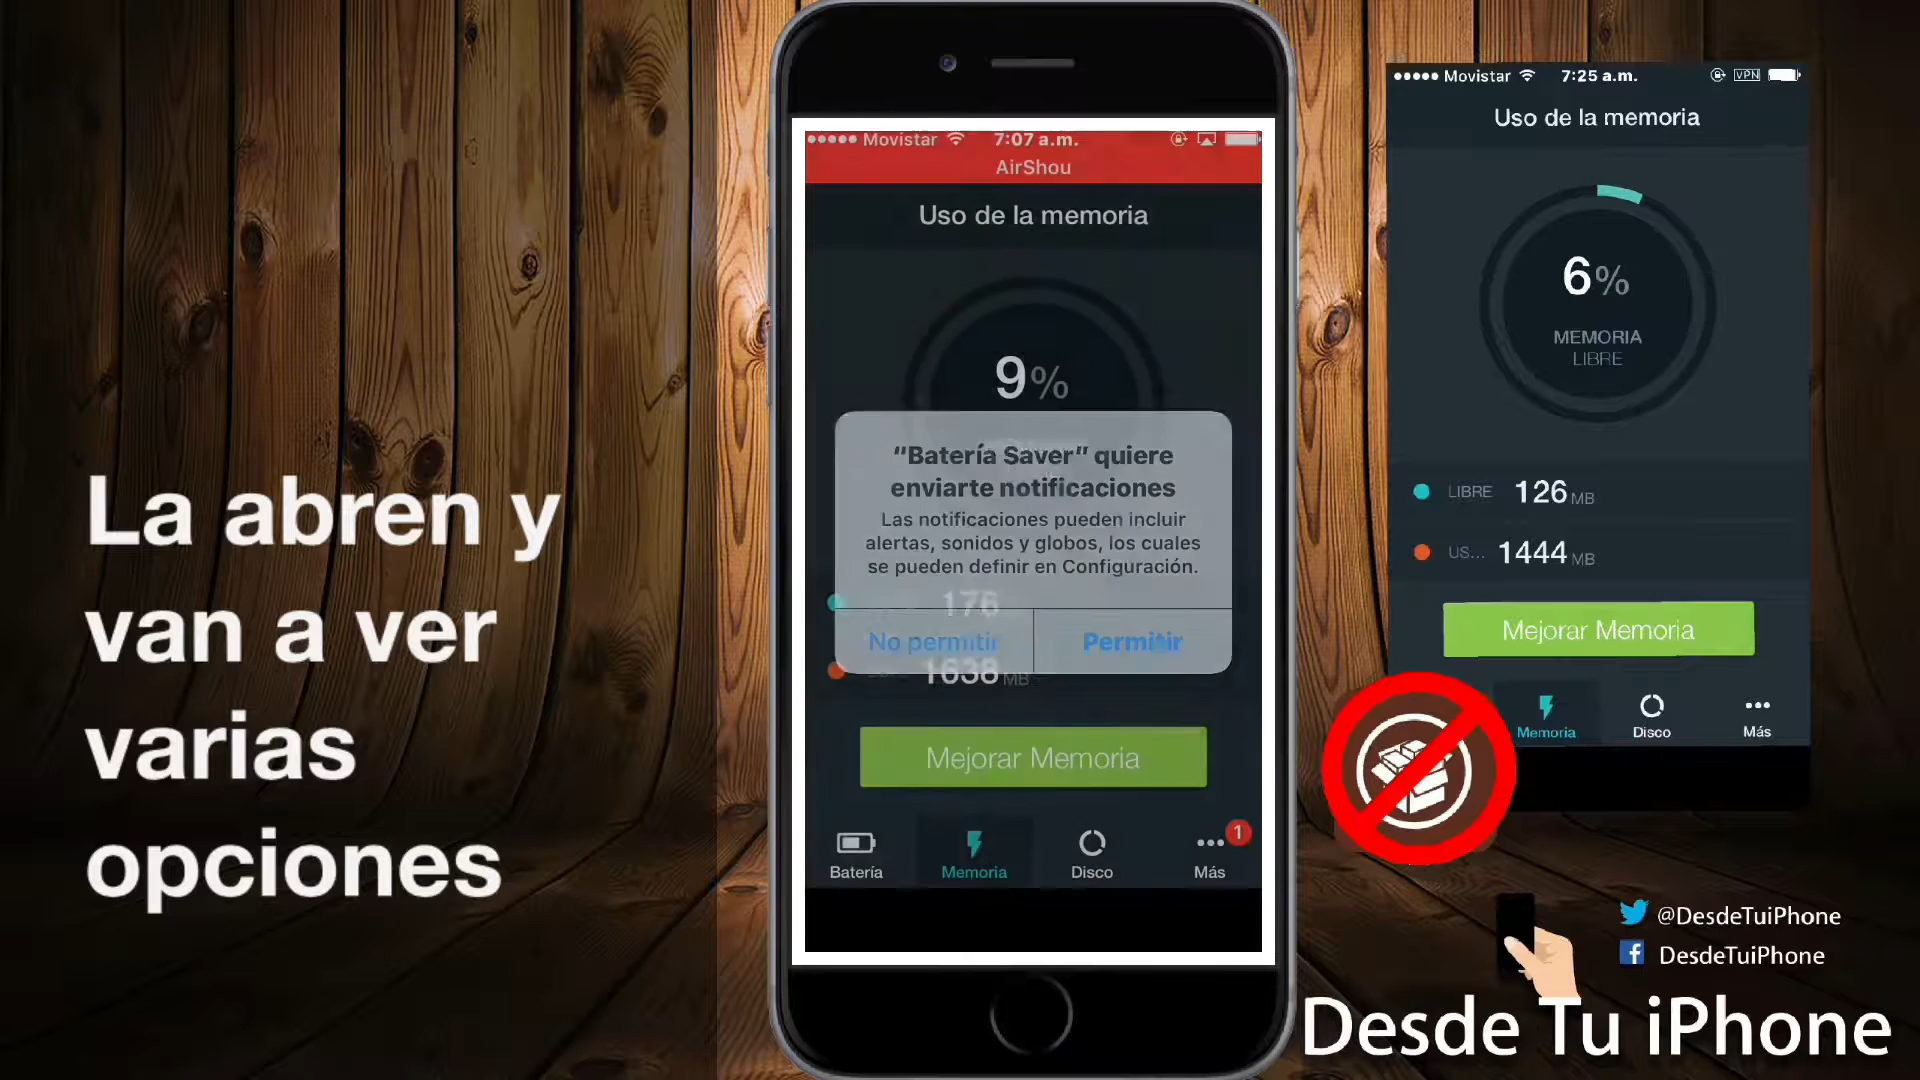 La abren y
van a ver
varias
opciones
Movistar 7:07 a.m.
AirShou
Uso de la memoria
9%
“Batería Saver” quiere
enviarte notificaciones
Las notificaciones pueden incluir
alertas, sonidos y globos, los cuales
se pueden definir en Configuración.
176
No permitir Permitir
1638 MB
Mejorar Memoria
1
Batería Memoria Disco Más
Movistar 7:25 a.m. VPN
Uso de la memoria
6%
MEMORIA
LIBRE
LIBRE 126 MB
US... 1444 MB
Mejorar Memoria
Memoria Disco Más
@DesdeTuiPhone
DesdeTuiPhone
Desde Tu iPhone